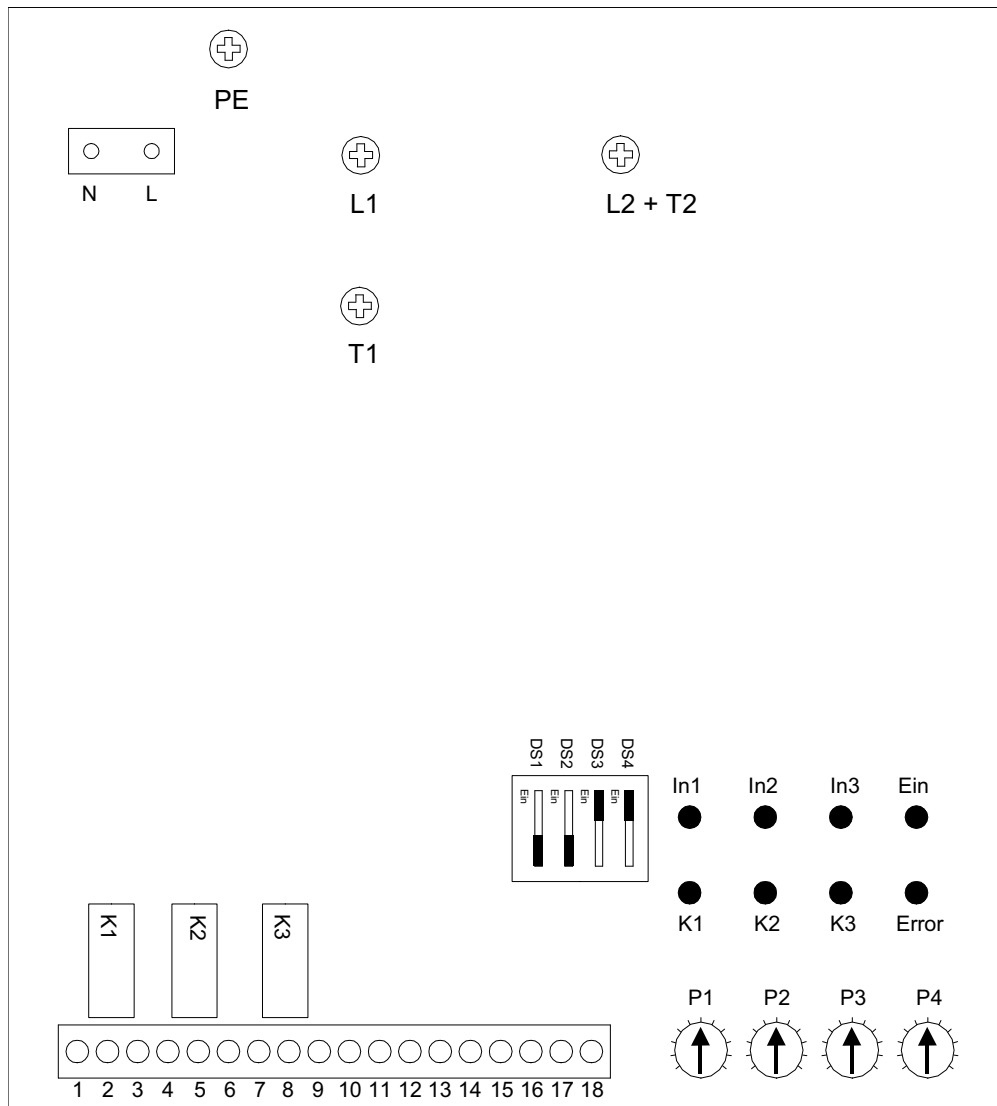 PE
N L
L1 L2 + T2
T1
DS1 DS2 DS3 DS4
Ein Ein Ein Ein
In1 In2 In3 Ein
K1 K2 K3 Error
K1 K2 K3
P1 P2 P3 P4
1 2 3 4 5 6 7 8 9 10 11 12 13 14 15 16 17 18